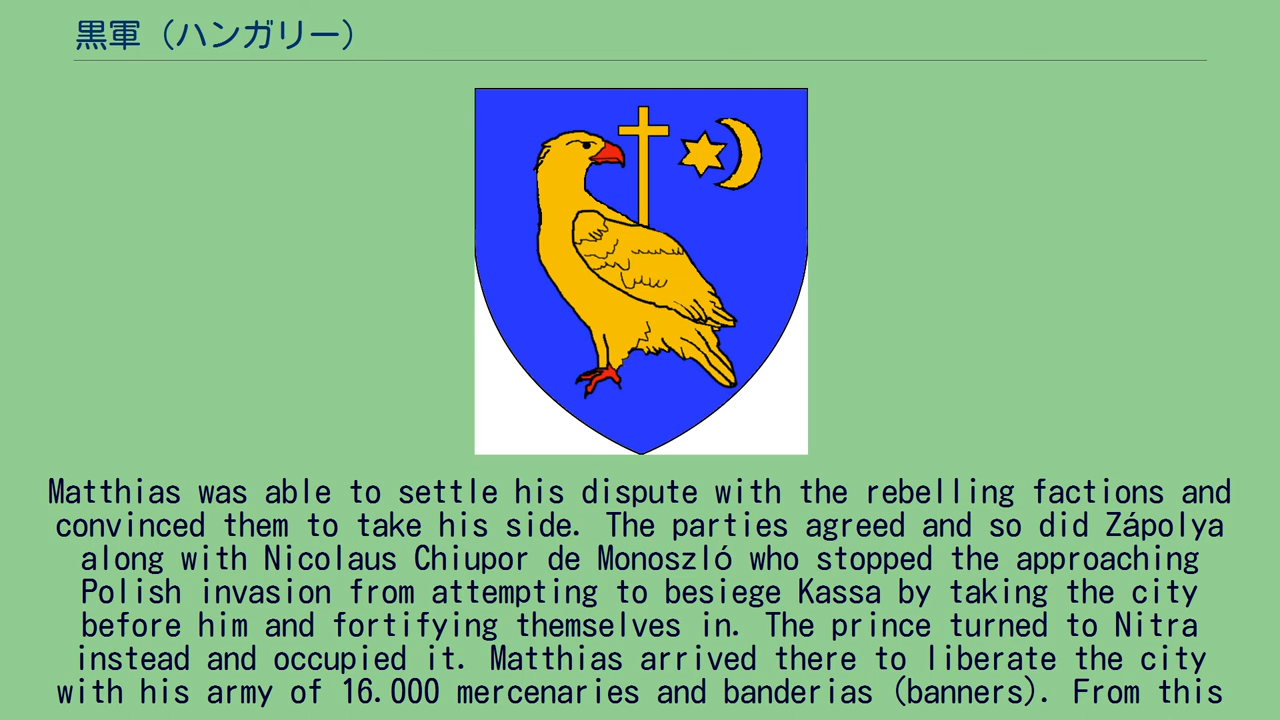 黒軍（ハンガリー）
Matthias was able to settle his dispute with the rebelling factions and
convinced them to take his side. The parties agreed and so did Zápolya
along with Nicolaus Chiupor de Monoszló who stopped the approaching
Polish invasion from attempting to besiege Kassa by taking the city
before him and fortifying themselves in. The prince turned to Nitra
instead and occupied it. Matthias arrived there to liberate the city
with his army of 16.000 mercenaries and banderias (banners). From this